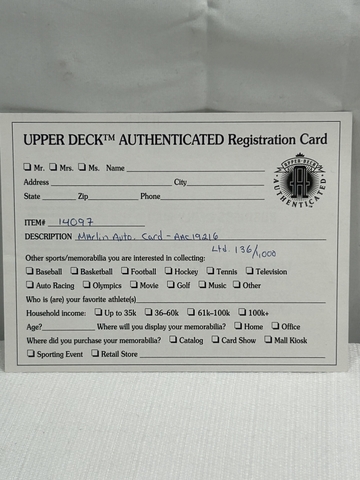 UPPER DECK™ AUTHENTICATED Registration Card
☐ Mr. ☐ Mrs. ☐ Ms. Name
Address City
State Zip Phone
UPPER DECK AUTHENTICATED
ITEM# 14097
DESCRIPTION Marlin Auto. Card - AAC19216
Ltd. 136/1,000
Other sports/memorabilia you are interested in collecting:
☐ Baseball ☐ Basketball ☐ Football ☐ Hockey ☐ Tennis ☐ Television
☐ Auto Racing ☐ Olympics ☐ Movie ☐ Golf ☐ Music ☐ Other
Who is (are) your favorite athlete(s)
Household income: ☐ Up to 35k ☐ 36–60k ☐ 61k–100k ☐ 100k+
Age? Where will you display your memorabilia? ☐ Home ☐ Office
Where did you purchase your memorabilia? ☐ Catalog ☐ Card Show ☐ Mall Kiosk
☐ Sporting Event ☐ Retail Store